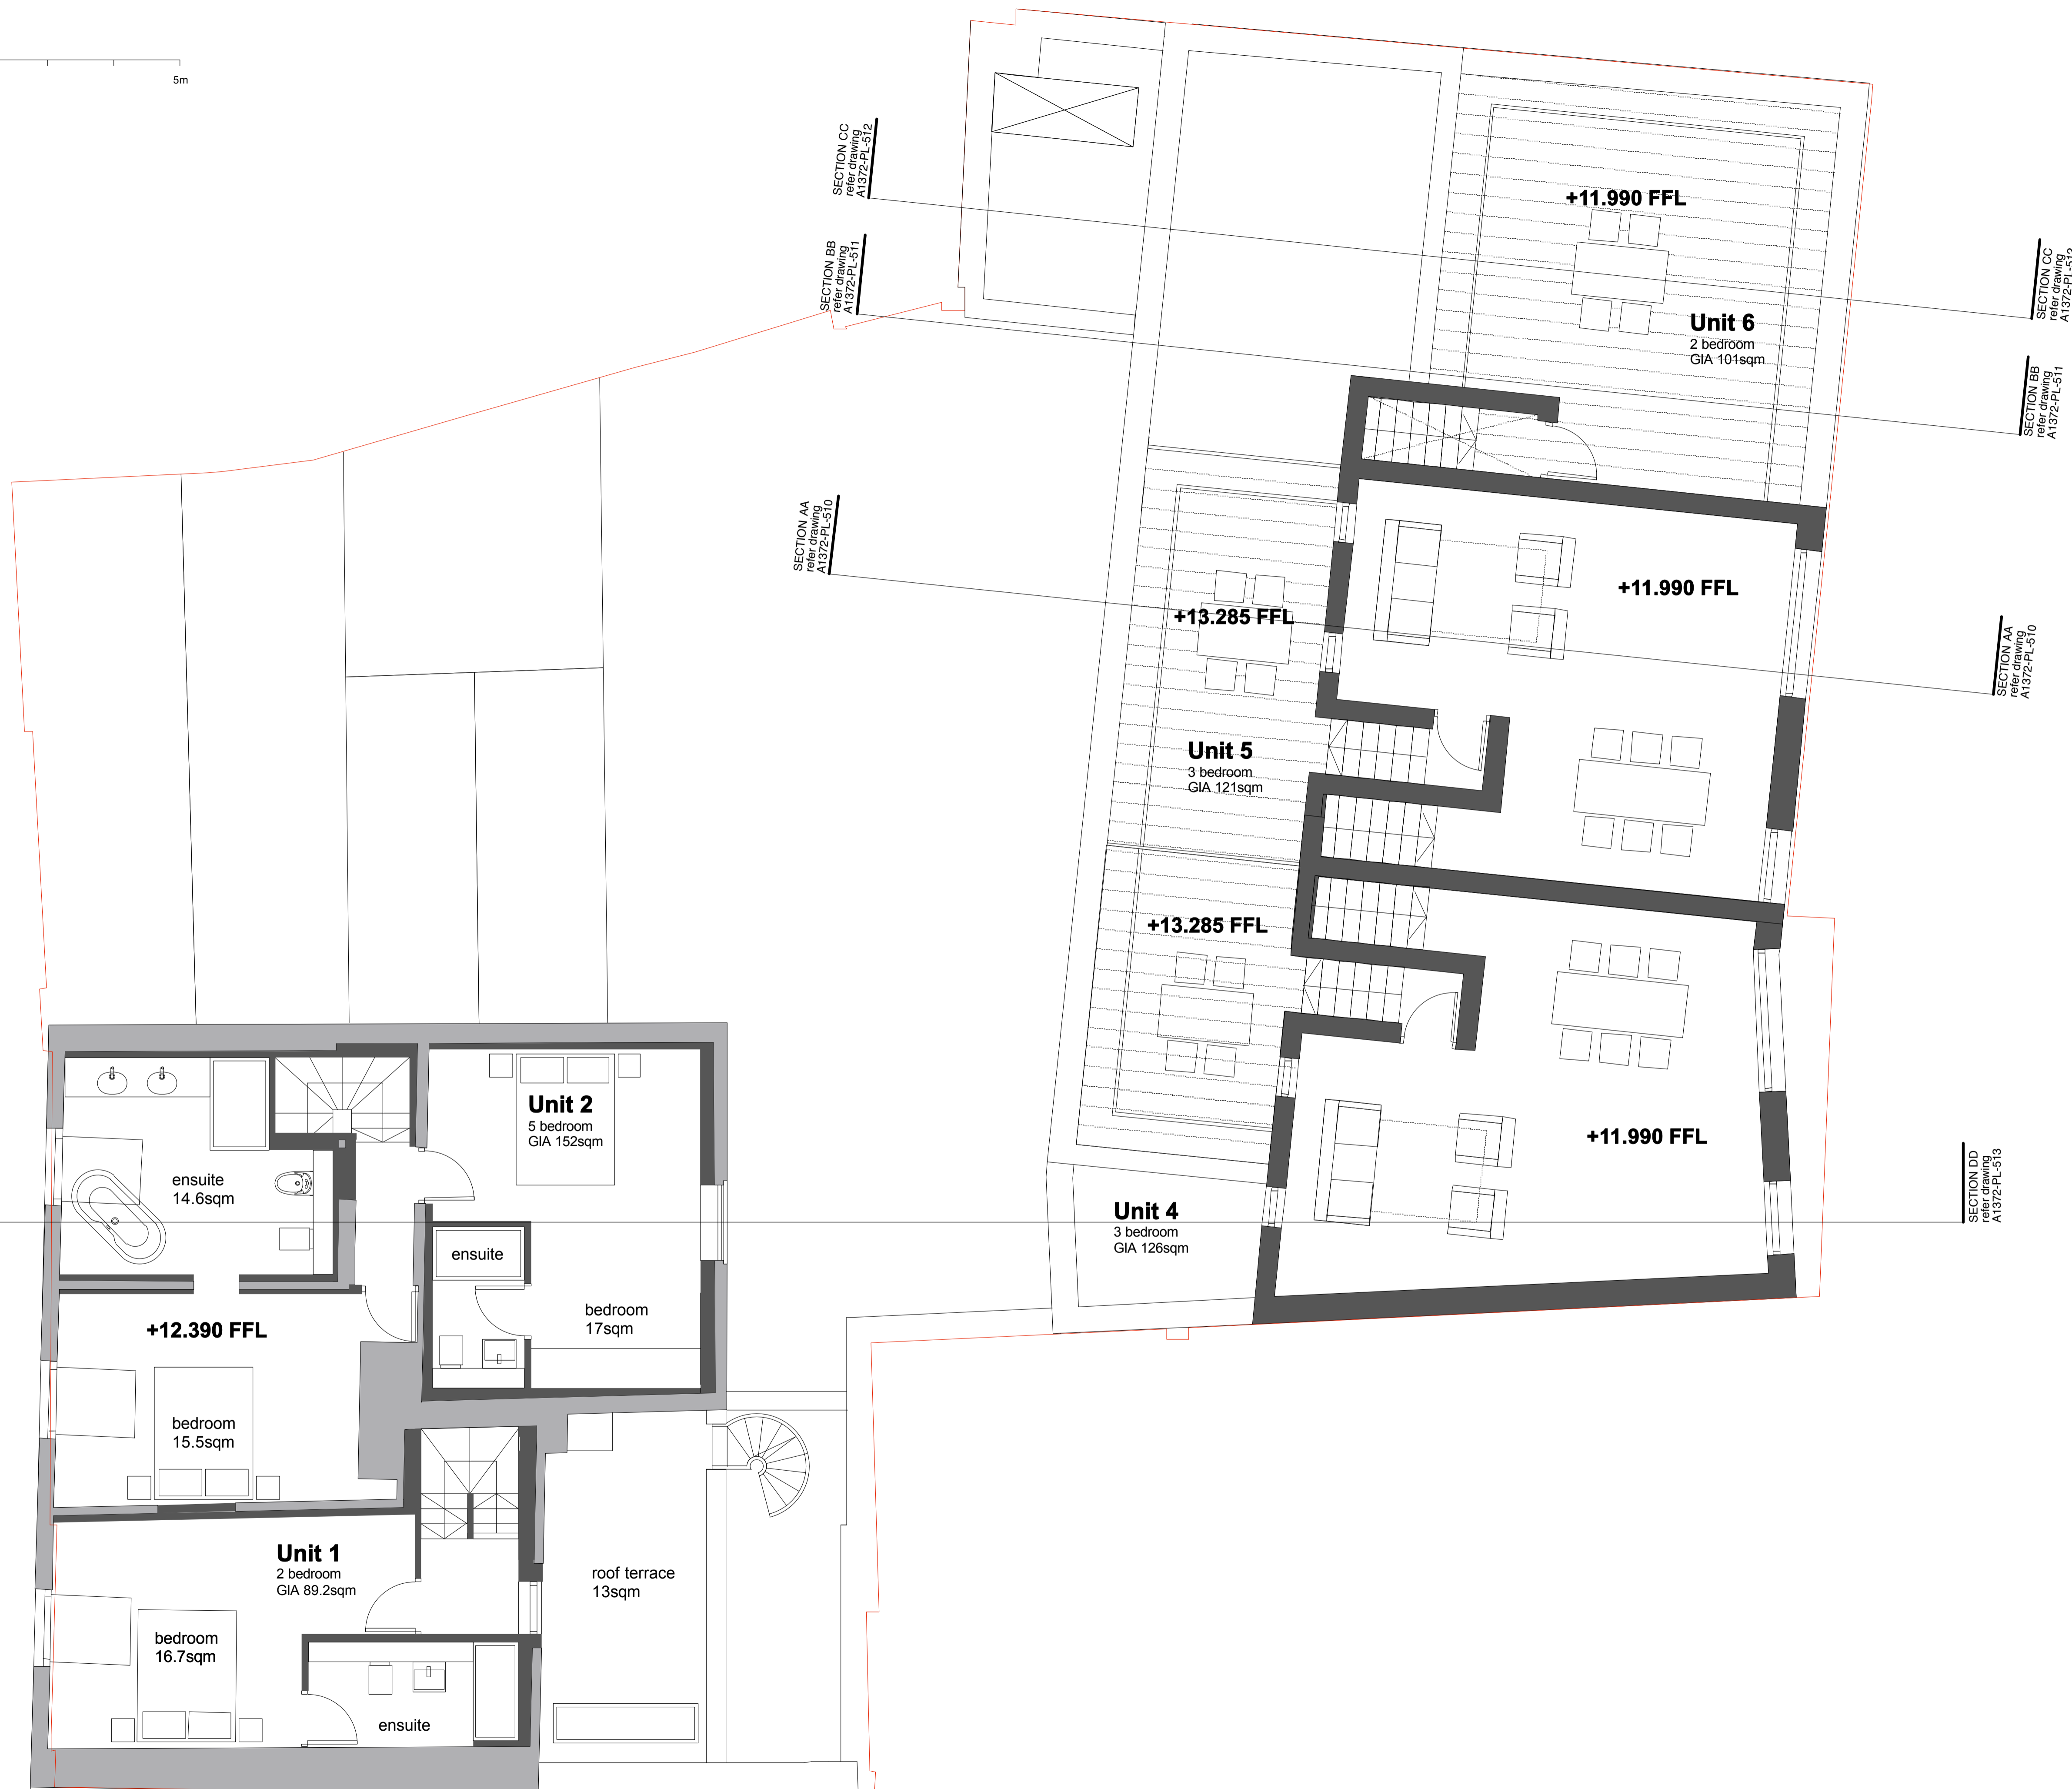 5m
SECTION CC
refer drawing
A1372-PL-512
SECTION BB
refer drawing
A1372-PL-511
+11.990 FFL
SECTION CC
refer drawing
A1372-PL-512
Unit 6
2 bedroom
GIA 101sqm
SECTION BB
refer drawing
A1372-PL-511
SECTION AA
refer drawing
A1372-PL-510
+11.990 FFL
+13.285 FFL
SECTION AA
refer drawing
A1372-PL-510
Unit 5
3 bedroom
GIA 121sqm
+13.285 FFL
+11.990 FFL
Unit 4
3 bedroom
GIA 126sqm
SECTION DD
refer drawing
A1372-PL-513
Unit 2
5 bedroom
GIA 152sqm
ensuite
14.6sqm
ensuite
bedroom
17sqm
+12.390 FFL
bedroom
15.5sqm
Unit 1
2 bedroom
GIA 89.2sqm
roof terrace
13sqm
bedroom
16.7sqm
ensuite